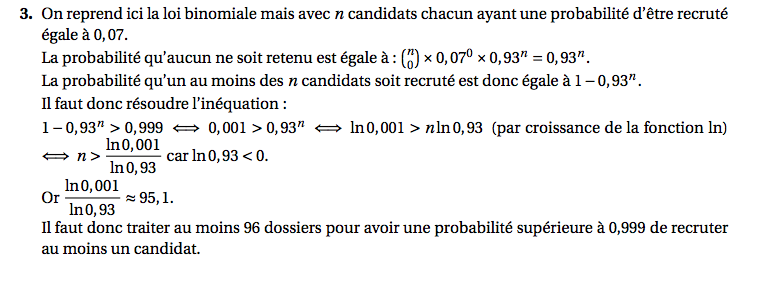 3. On reprend ici la loi binomiale mais avec n candidats chacun ayant une probabilité d'être recruté
égale à 0,07.
La probabilité qu'aucun ne soit retenu est égale à : (n 0) × 0,07⁰ × 0,93ⁿ = 0,93ⁿ.
La probabilité qu'un au moins des n candidats soit recruté est donc égale à 1 − 0,93ⁿ.
Il faut donc résoudre l'inéquation :
1 − 0,93ⁿ > 0,999 ⟺ 0,001 > 0,93ⁿ ⟺ ln 0,001 > n ln 0,93 (par croissance de la fonction ln)
⟺ n > ln 0,001 / ln 0,93 car ln 0,93 < 0.
Or ln 0,001 / ln 0,93 ≈ 95,1.
Il faut donc traiter au moins 96 dossiers pour avoir une probabilité supérieure à 0,999 de recruter
au moins un candidat.